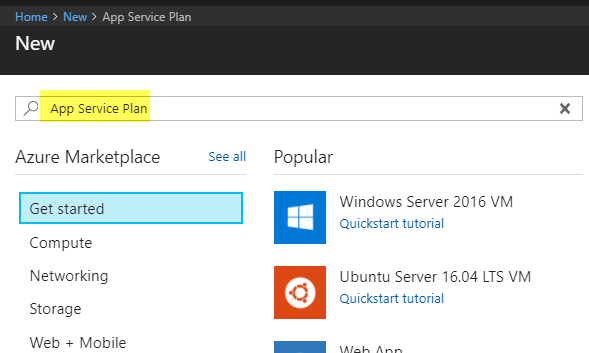 Home > New > App Service Plan
New
App Service Plan
Azure Marketplace
See all
Popular
Get started
Compute
Networking
Storage
Web + Mobile
Windows Server 2016 VM
Quickstart tutorial
Ubuntu Server 16.04 LTS VM
Quickstart tutorial
Web App